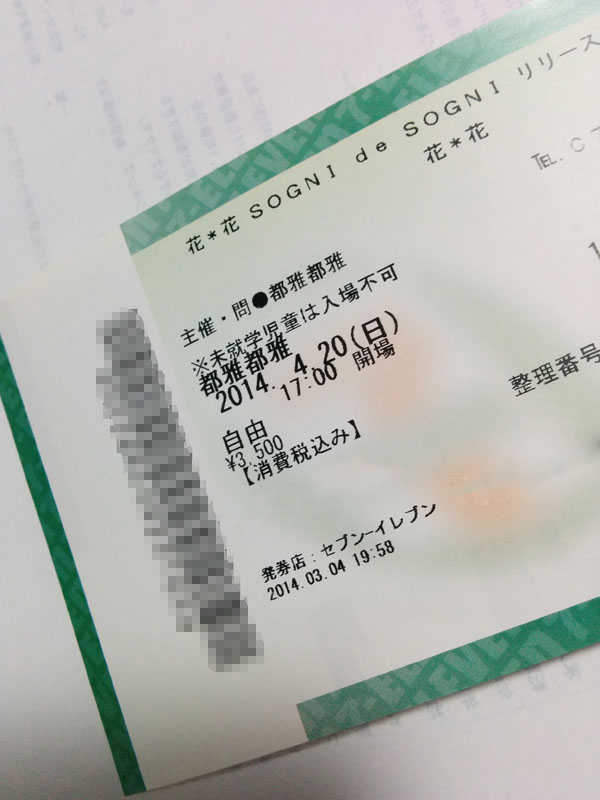 花*花 SOGNI de SOGNI リリース
花*花
TEL. C
主催・問●都雅都雅
※未就学児童は入場不可
都雅都雅
2014. 4. 20(日)
17:00 開場
整理番号
自由
¥3,500
【消費税込み】
発券店:セブン-イレブン
2014.03.04 19:58